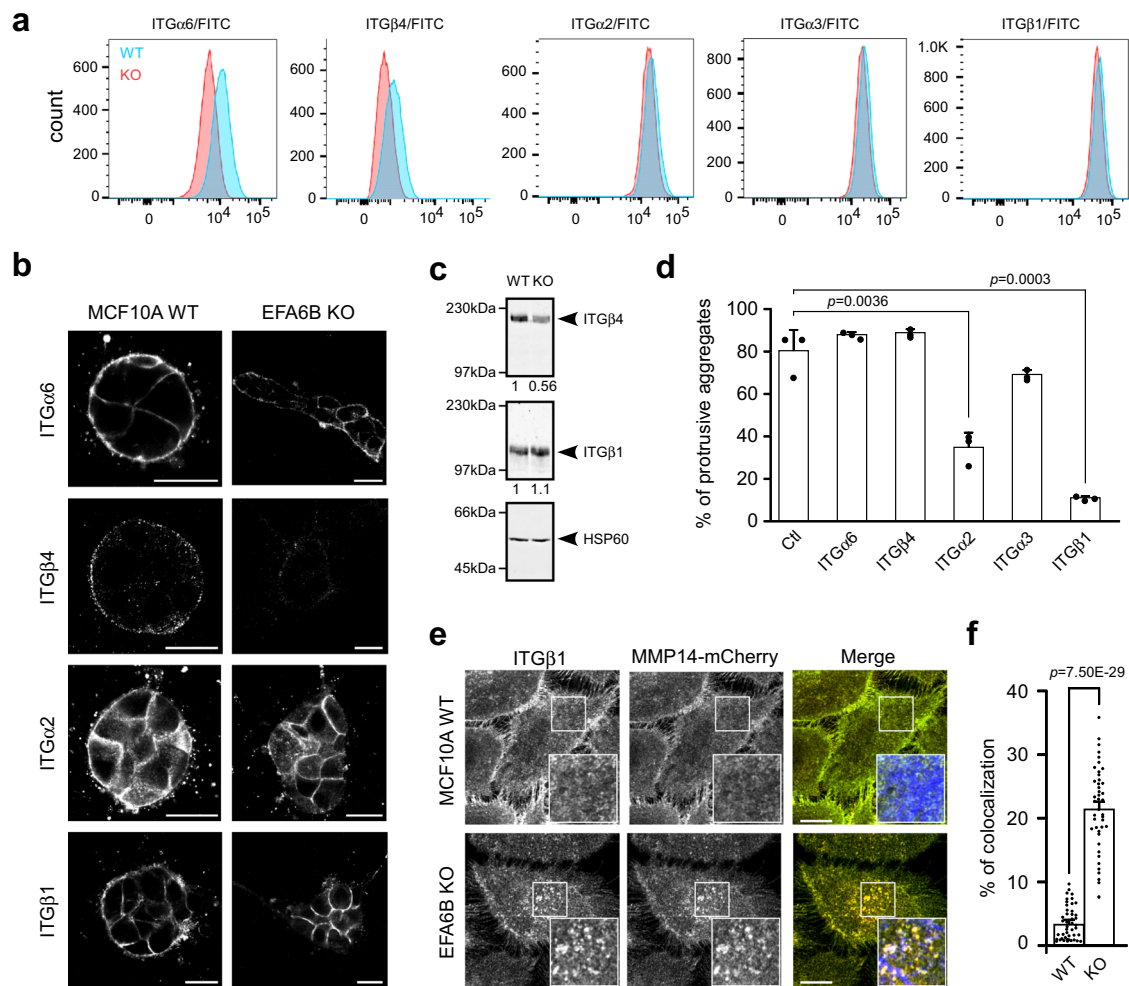 a
ITGα6/FITC
ITGβ4/FITC
ITGα2/FITC
ITGα3/FITC
ITGβ1/FITC
WT
KO
count
600
400
200
0
0 10⁴ 10⁵
600
400
200
0
0 10⁴ 10⁵
800
600
400
200
0
0 10⁴ 10⁵
800
600
400
200
0
0 10⁴ 10⁵
1.0K
800
600
400
200
0
0 10⁴ 10⁵
b
MCF10A WT EFA6B KO
ITGα6
ITGβ4
ITGα2
ITGβ1
c
WT KO
230kDa
ITGβ4
97kDa
1 0.56
230kDa
ITGβ1
97kDa
1 1.1
66kDa
HSP60
45kDa
d
p=0.0003
p=0.0036
% of protrusive aggregates
100
80
60
40
20
0
Ctl
ITGα6
ITGβ4
ITGα2
ITGα3
ITGβ1
e
ITGβ1 MMP14-mCherry Merge
MCF10A WT
EFA6B KO
f
p=7.50E-29
% of colocalization
40
30
20
10
0
WT
KO